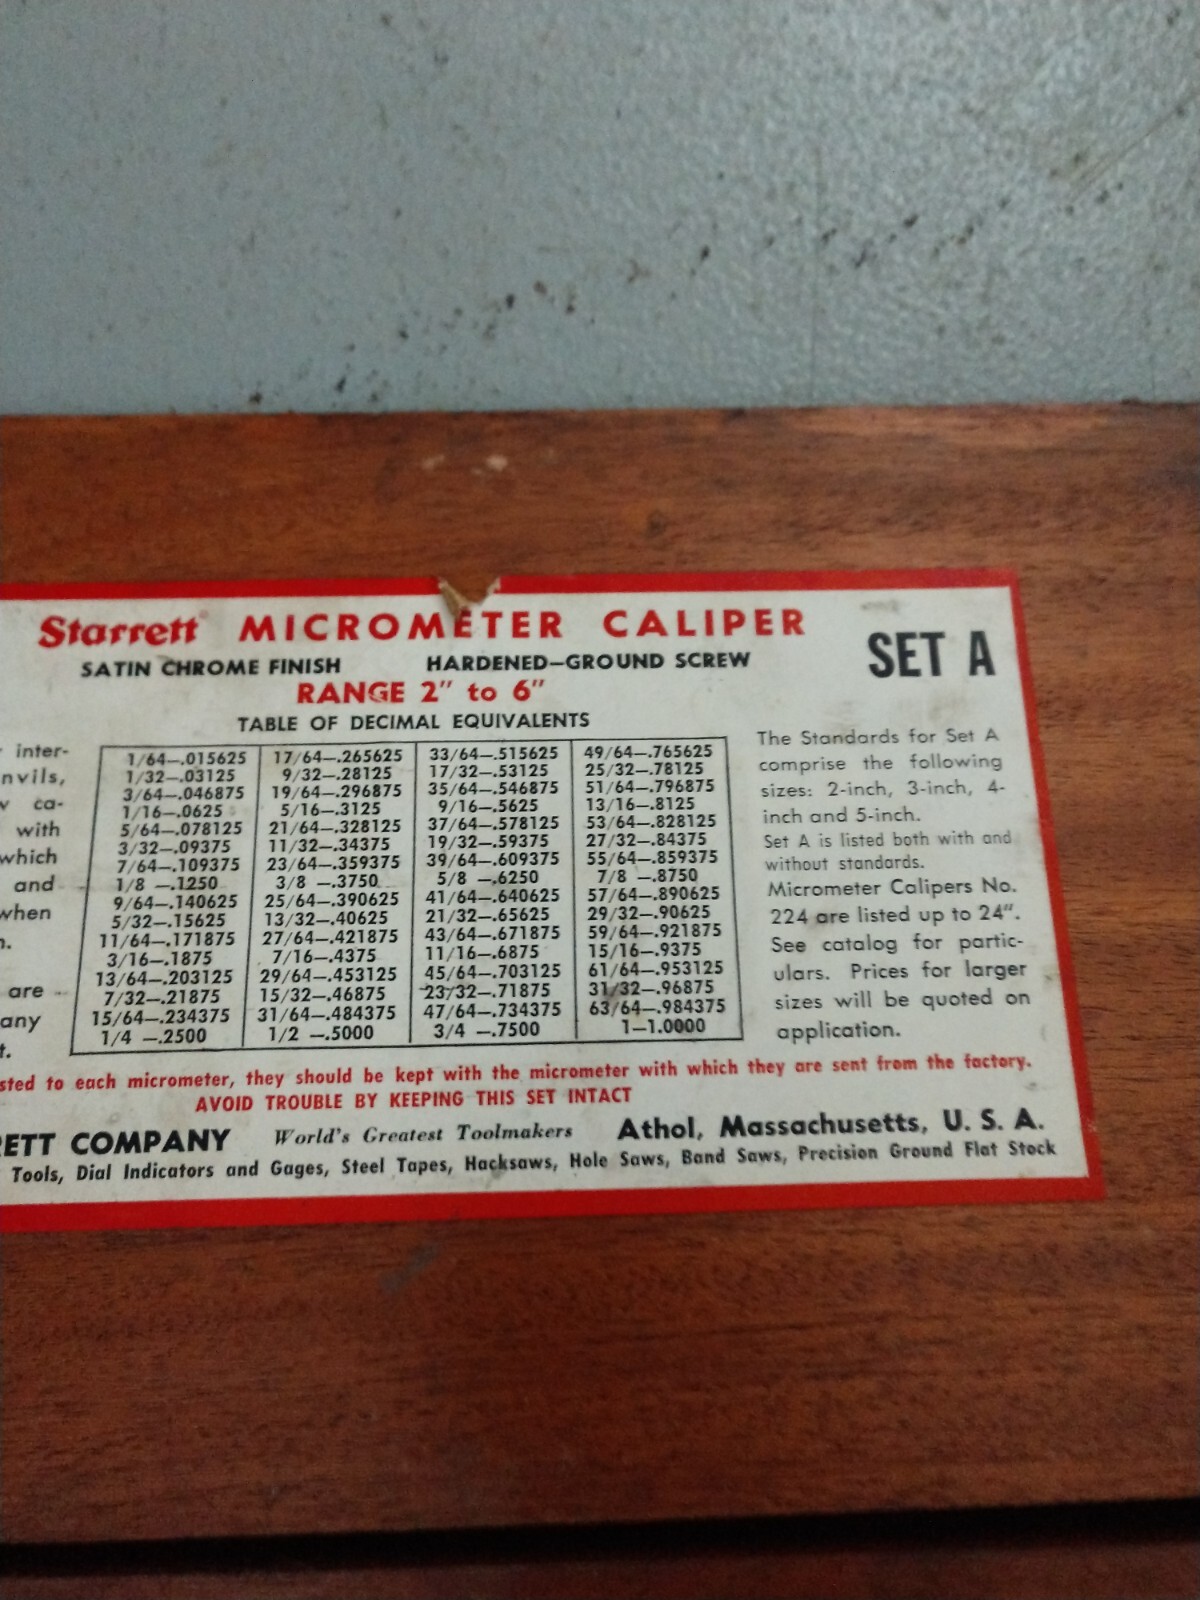 Starrett MICROMETER CALIPER
SET A
SATIN CHROME FINISH HARDENED—GROUND SCREW
RANGE 2" to 6"
TABLE OF DECIMAL EQUIVALENTS
inter-
nvils,
ca-
with
which
and
when
are
any
1/64—.015625 17/64—.265625 33/64—.515625 49/64—.765625
1/32—.03125 9/32—.28125 17/32—.53125 25/32—.78125
3/64—.046875 19/64—.296875 35/64—.546875 51/64—.796875
1/16—.0625 5/16—.3125 9/16—.5625 13/16—.8125
5/64—.078125 21/64—.328125 37/64—.578125 53/64—.828125
3/32—.09375 11/32—.34375 19/32—.59375 27/32—.84375
7/64—.109375 23/64—.359375 39/64—.609375 55/64—.859375
1/8 —.1250 3/8 —.3750 5/8 —.6250 7/8 —.8750
9/64—.140625 25/64—.390625 41/64—.640625 57/64—.890625
5/32—.15625 13/32—.40625 21/32—.65625 29/32—.90625
11/64—.171875 27/64—.421875 43/64—.671875 59/64—.921875
3/16—.1875 7/16—.4375 11/16—.6875 15/16—.9375
13/64—.203125 29/64—.453125 45/64—.703125 61/64—.953125
7/32—.21875 15/32—.46875 23/32—.71875 31/32—.96875
15/64—.234375 31/64—.484375 47/64—.734375 63/64—.984375
1/4 —.2500 1/2 —.5000 3/4 —.7500 1—1.0000
The Standards for Set A
comprise the following
sizes: 2-inch, 3-inch, 4-
inch and 5-inch.
Set A is listed both with and
without standards.
Micrometer Calipers No.
224 are listed up to 24".
See catalog for partic-
ulars. Prices for larger
sizes will be quoted on
application.
sted to each micrometer, they should be kept with the micrometer with which they are sent from the factory.
AVOID TROUBLE BY KEEPING THIS SET INTACT
RETT COMPANY World's Greatest Toolmakers Athol, Massachusetts, U. S. A.
Tools, Dial Indicators and Gages, Steel Tapes, Hacksaws, Hole Saws, Band Saws, Precision Ground Flat Stock